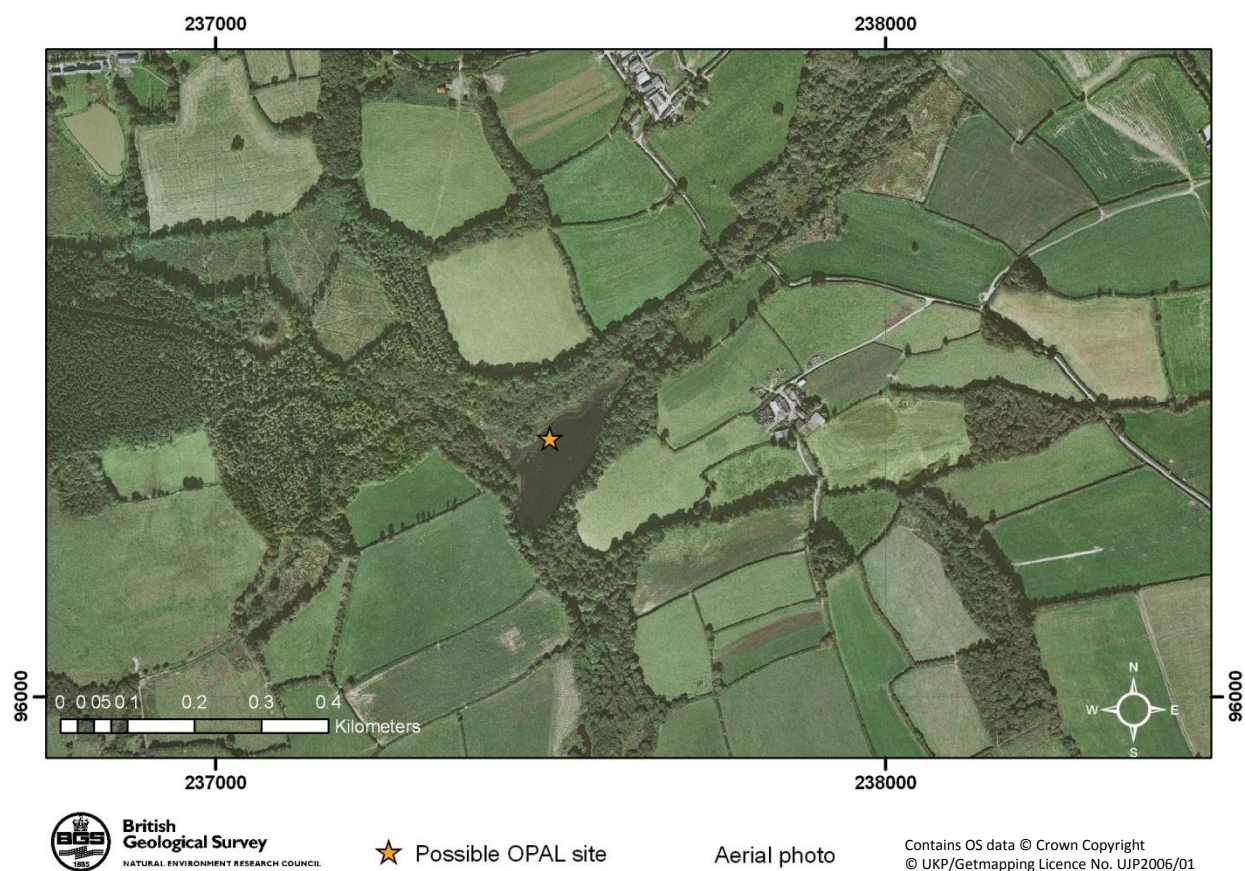 237000
238000
96000
96000
N
W E
S
0 0.05 0.1 0.2 0.3 0.4
Kilometers
237000
238000
BGS
1835
British
Geological Survey
NATURAL ENVIRONMENT RESEARCH COUNCIL
Possible OPAL site
Aerial photo
Contains OS data © Crown Copyright
© UKP/Getmapping Licence No. UJP2006/01